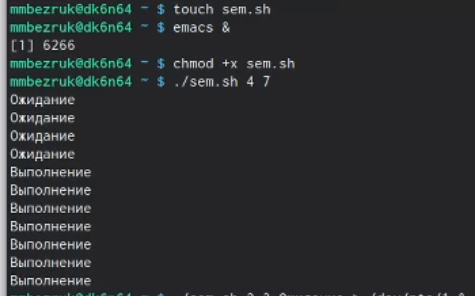 mmbezruk@dk6n64 ~ $ touch sem.sh
mmbezruk@dk6n64 ~ $ emacs &
[1] 6266
mmbezruk@dk6n64 ~ $ chmod +x sem.sh
mmbezruk@dk6n64 ~ $ ./sem.sh 4 7
Ожидание
Ожидание
Ожидание
Ожидание
Выполнение
Выполнение
Выполнение
Выполнение
Выполнение
Выполнение
Выполнение